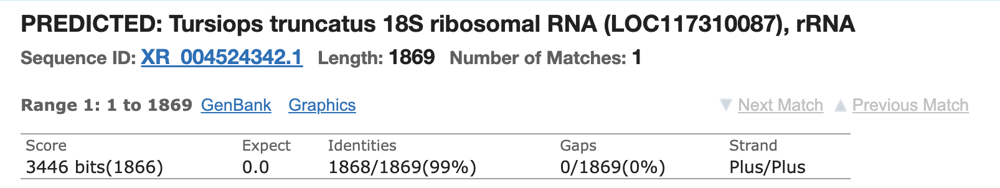 PREDICTED: Tursiops truncatus 18S ribosomal RNA (LOC117310087), rRNA
Sequence ID: XR_004524342.1 Length: 1869 Number of Matches: 1
Range 1: 1 to 1869 GenBank Graphics ▼ Next Match ▲ Previous Match
Score Expect Identities Gaps Strand
3446 bits(1866) 0.0 1868/1869(99%) 0/1869(0%) Plus/Plus